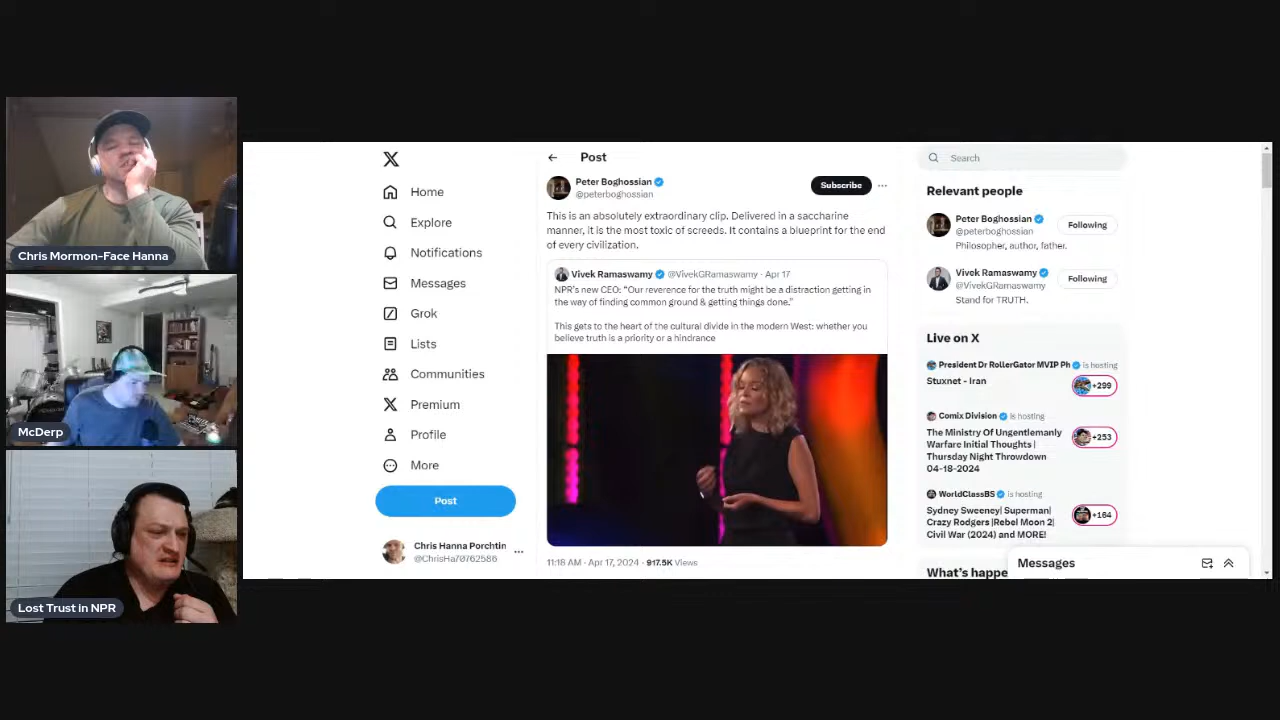 Chris Mormon-Face Hanna
McDerp
Lost Trust in NPR
Home
Explore
Notifications
Messages
Grok
Lists
Communities
Premium
Profile
More
Post
Chris Hanna Porchtin
@ChrisHa70762586
Post
Peter Boghossian
@peterboghossian
Subscribe
This is an absolutely extraordinary clip. Delivered in a saccharine
manner, it is the most toxic of screeds. It contains a blueprint for the end
of every civilization.
Vivek Ramaswamy @VivekGRamaswamy · Apr 17
NPR's new CEO: “Our reverence for the truth might be a distraction getting in
the way of finding common ground & getting things done.”
This gets to the heart of the cultural divide in the modern West: whether you
believe truth is a priority or a hindrance
11:18 AM · Apr 17, 2024 · 917.5K Views
Search
Relevant people
Peter Boghossian
@peterboghossian
Following
Philosopher, author, father.
Vivek Ramaswamy
@VivekGRamaswamy
Following
Stand for TRUTH.
Live on X
President Dr RollerGator MVIP Ph is hosting
Stuxnet - Iran
+299
Comix Division is hosting
The Ministry Of Ungentlemanly
Warfare Initial Thoughts |
Thursday Night Throwdown
04-18-2024
+253
WorldClassBS is hosting
Sydney Sweeney| Superman|
Crazy Rodgers |Rebel Moon 2|
Civil War (2024) and MORE!
+164
What's happe
Messages